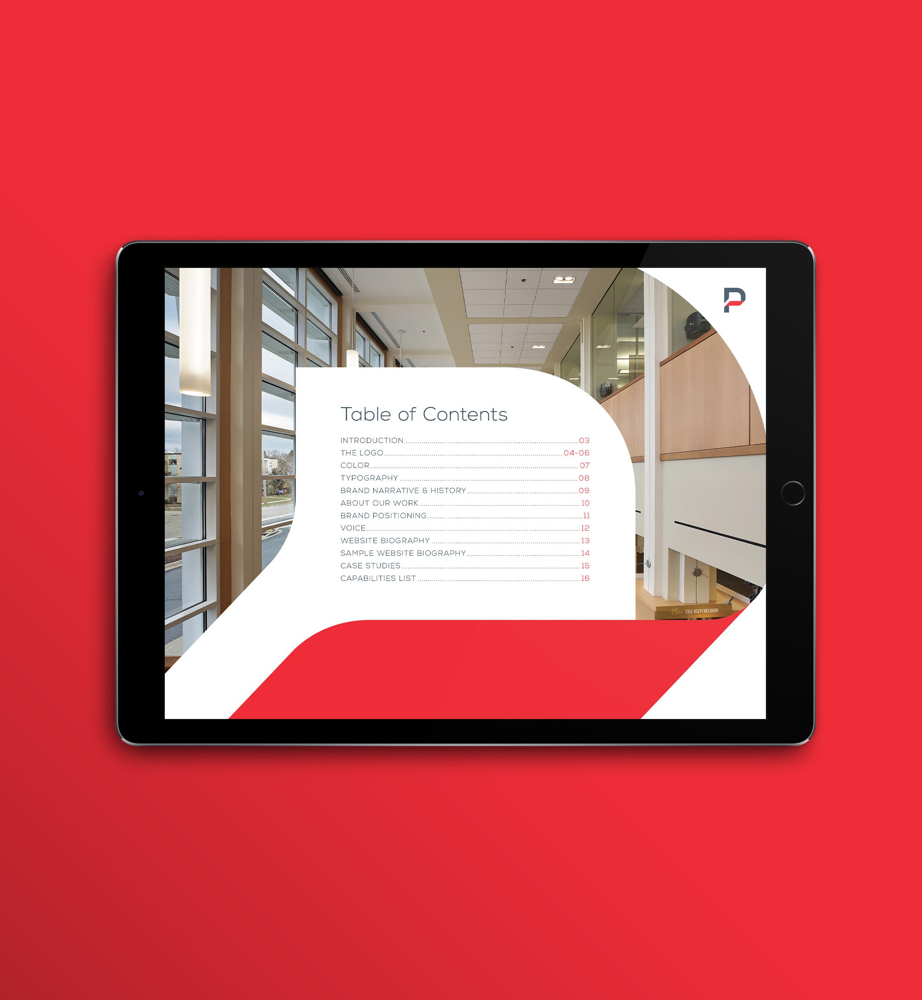 P
Table of Contents
INTRODUCTION 03
THE LOGO 04-06
COLOR 07
TYPOGRAPHY 08
BRAND NARRATIVE & HISTORY 09
ABOUT OUR WORK 10
BRAND POSITIONING 11
VOICE 12
WEBSITE BIOGRAPHY 13
SAMPLE WEBSITE BIOGRAPHY 14
CASE STUDIES 15
CAPABILITIES LIST 16
New SELF HELP/RELIGION